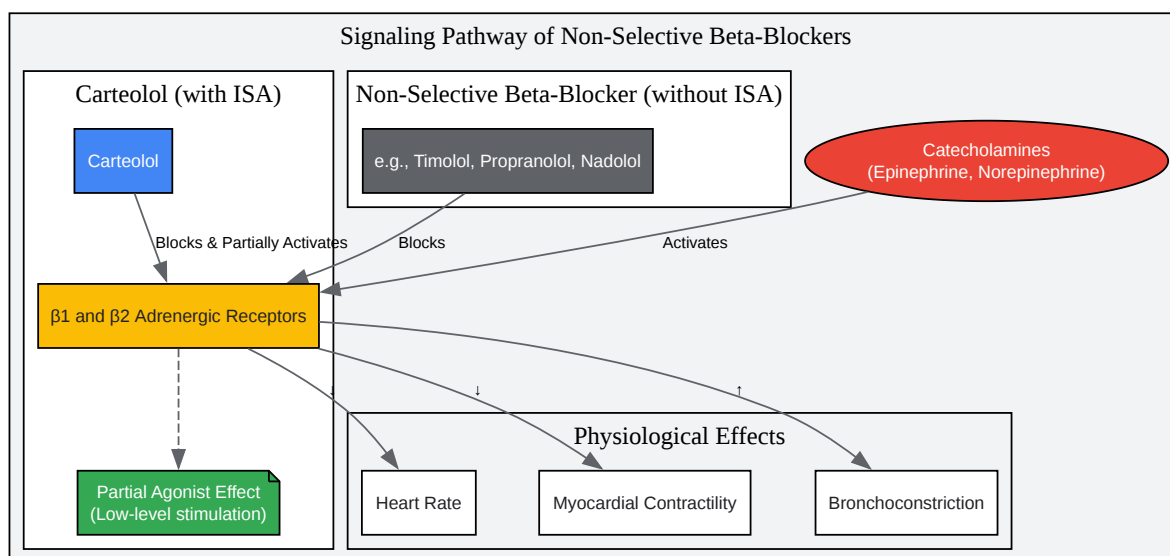 Signaling Pathway of Non-Selective Beta-Blockers
Carteolol (with ISA)
Non-Selective Beta-Blocker (without ISA)
Carteolol
e.g., Timolol, Propranolol, Nadolol
Catecholamines
(Epinephrine, Norepinephrine)
Blocks & Partially Activates
Blocks
Activates
β1 and β2 Adrenergic Receptors
↓
↓
↑
Physiological Effects
Partial Agonist Effect
(Low-level stimulation)
Heart Rate
Myocardial Contractility
Bronchoconstriction